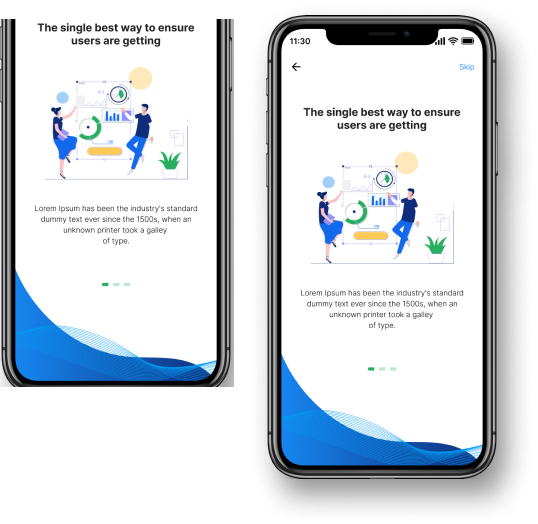 The single best way to ensure
users are getting
Lorem Ipsum has been the industry's standard
dummy text ever since the 1500s, when an
unknown printer took a galley
of type.
11:30
Skip
The single best way to ensure
users are getting
Lorem Ipsum has been the industry's standard
dummy text ever since the 1500s, when an
unknown printer took a galley
of type.